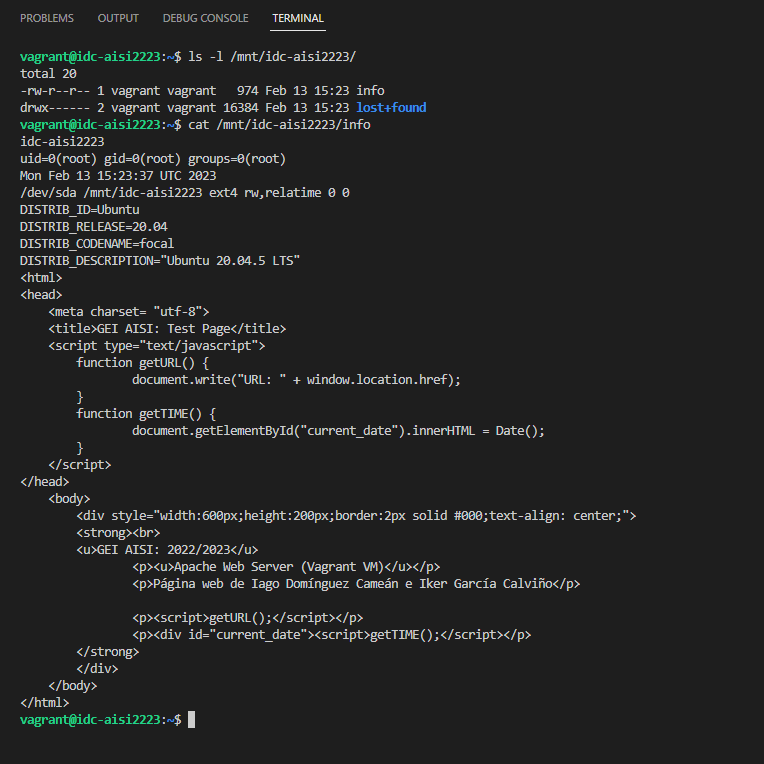 PROBLEMS OUTPUT DEBUG CONSOLE TERMINAL
vagrant@idc-aisi2223:~$ ls -l /mnt/idc-aisi2223/
total 20
-rw-r--r-- 1 vagrant vagrant   974 Feb 13 15:23 info
drwx------ 2 vagrant vagrant 16384 Feb 13 15:23 lost+found
vagrant@idc-aisi2223:~$ cat /mnt/idc-aisi2223/info
idc-aisi2223
uid=0(root) gid=0(root) groups=0(root)
Mon Feb 13 15:23:37 UTC 2023
/dev/sda /mnt/idc-aisi2223 ext4 rw,relatime 0 0
DISTRIB_ID=Ubuntu
DISTRIB_RELEASE=20.04
DISTRIB_CODENAME=focal
DISTRIB_DESCRIPTION="Ubuntu 20.04.5 LTS"
<html>
<head>
    <meta charset= "utf-8">
    <title>GEI AISI: Test Page</title>
    <script type="text/javascript">
        function getURL() {
                document.write("URL: " + window.location.href);
        }
        function getTIME() {
                document.getElementById("current_date").innerHTML = Date();
        }
    </script>
</head>
    <body>
        <div style="width:600px;height:200px;border:2px solid #000;text-align: center;">
        <strong><br>
        <u>GEI AISI: 2022/2023</u>
                <p><u>Apache Web Server (Vagrant VM)</u></p>
                <p>Página web de Iago Domínguez Cameán e Iker García Calviño</p>

                <p><script>getURL();</script></p>
                <p><div id="current_date"><script>getTIME();</script></p>
        </strong>
        </div>
    </body>
</html>
vagrant@idc-aisi2223:~$